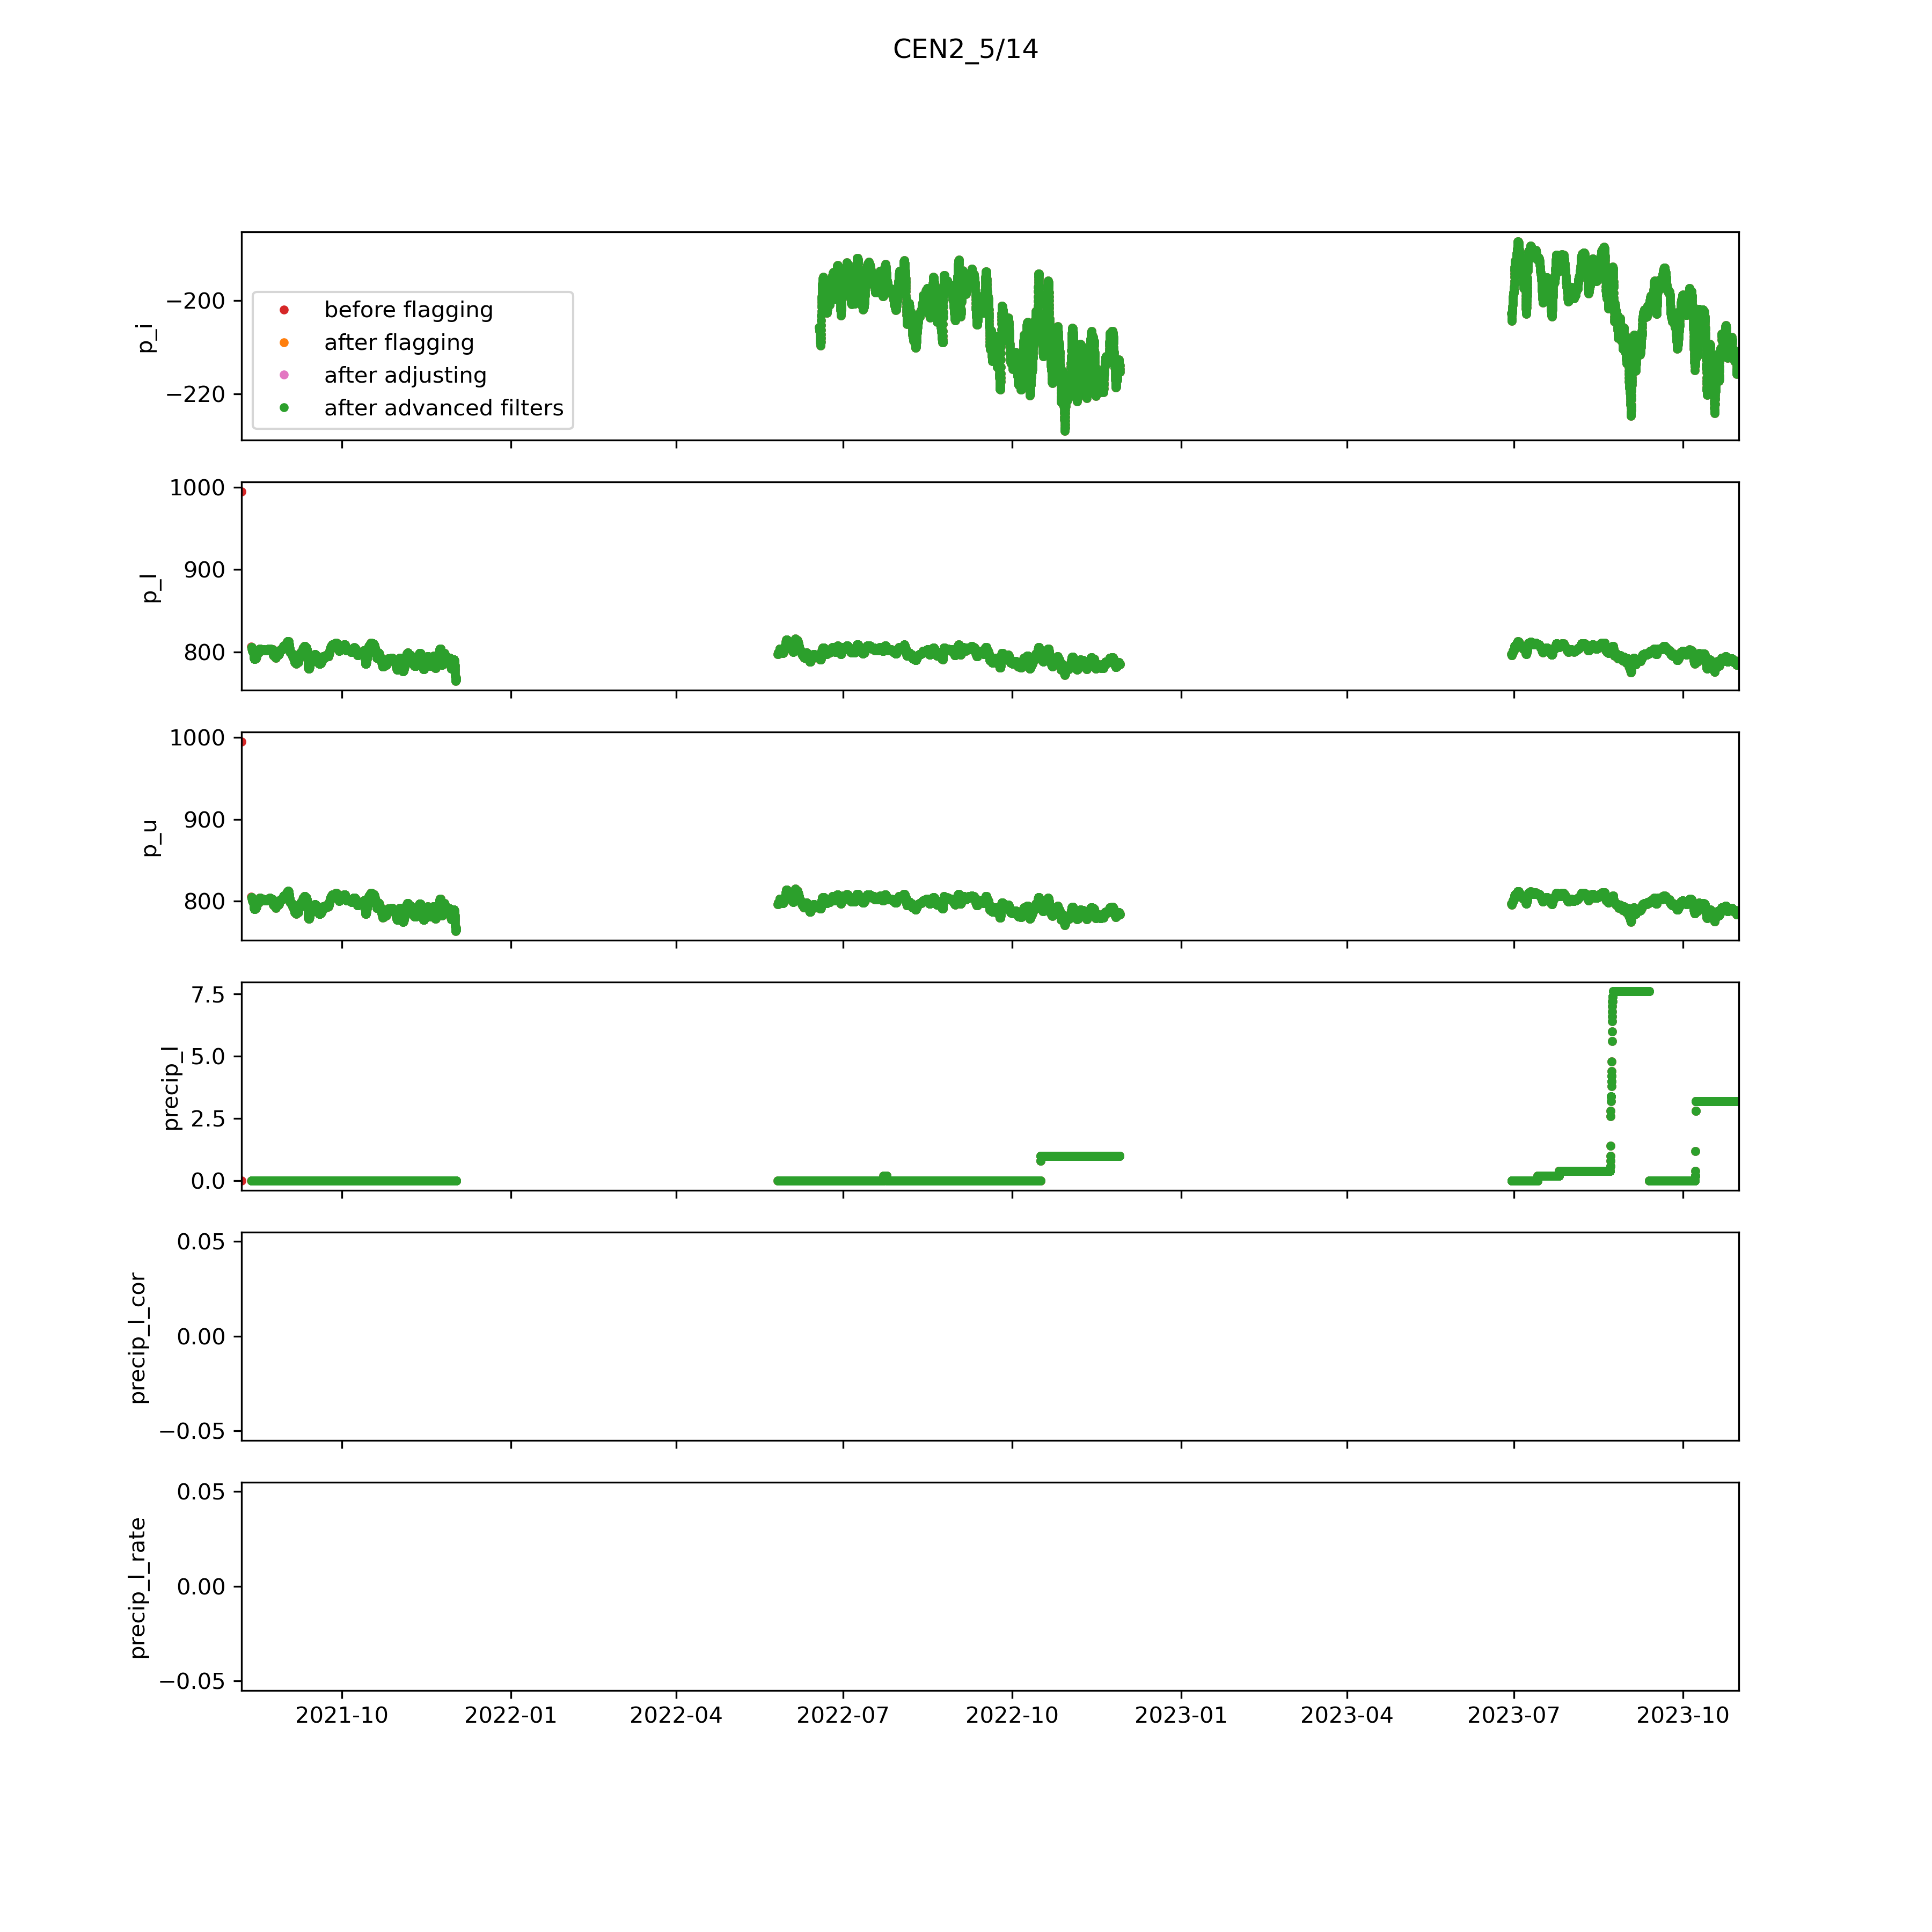 CEN2_5/14
−200
−220
p_i
before flagging
after flagging
after adjusting
after advanced filters
1000
900
800
p_l
1000
900
800
p_u
7.5
5.0
2.5
0.0
precip_l
0.05
0.00
−0.05
precip_l_cor
0.05
0.00
−0.05
precip_l_rate
2021-10
2022-01
2022-04
2022-07
2022-10
2023-01
2023-04
2023-07
2023-10